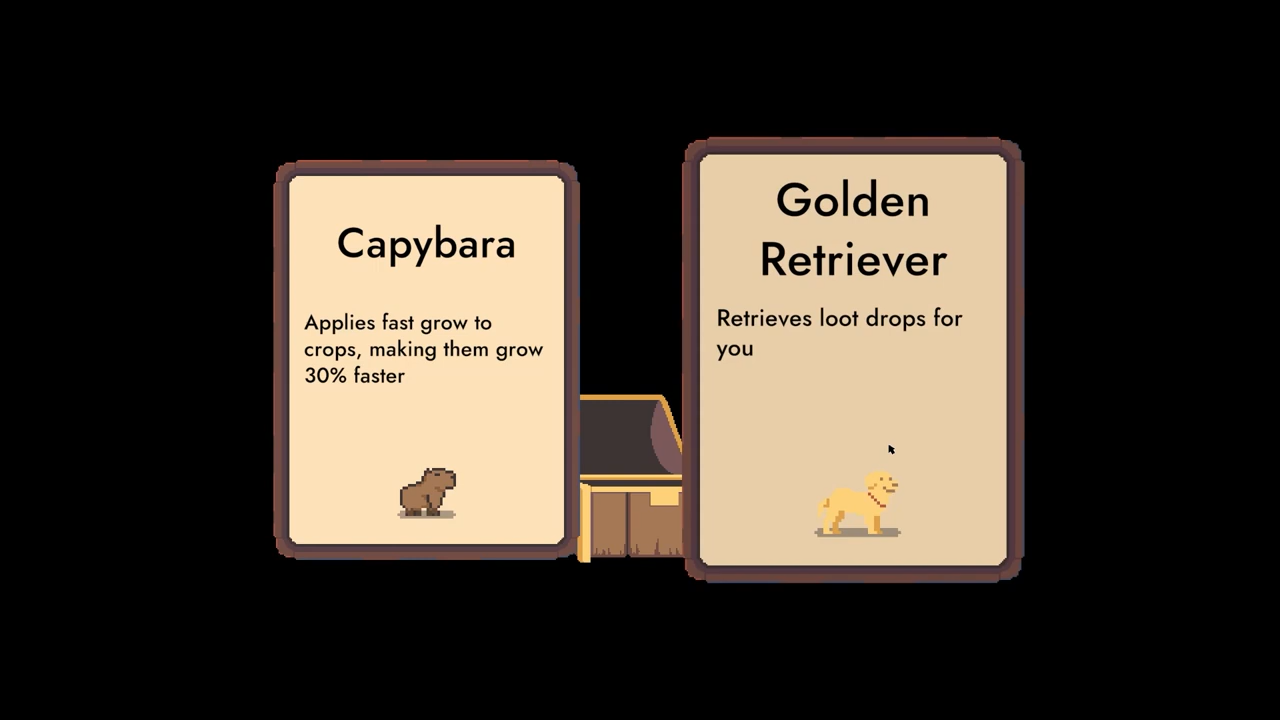 Capybara
Applies fast grow to
crops, making them grow
30% faster
Golden
Retriever
Retrieves loot drops for
you